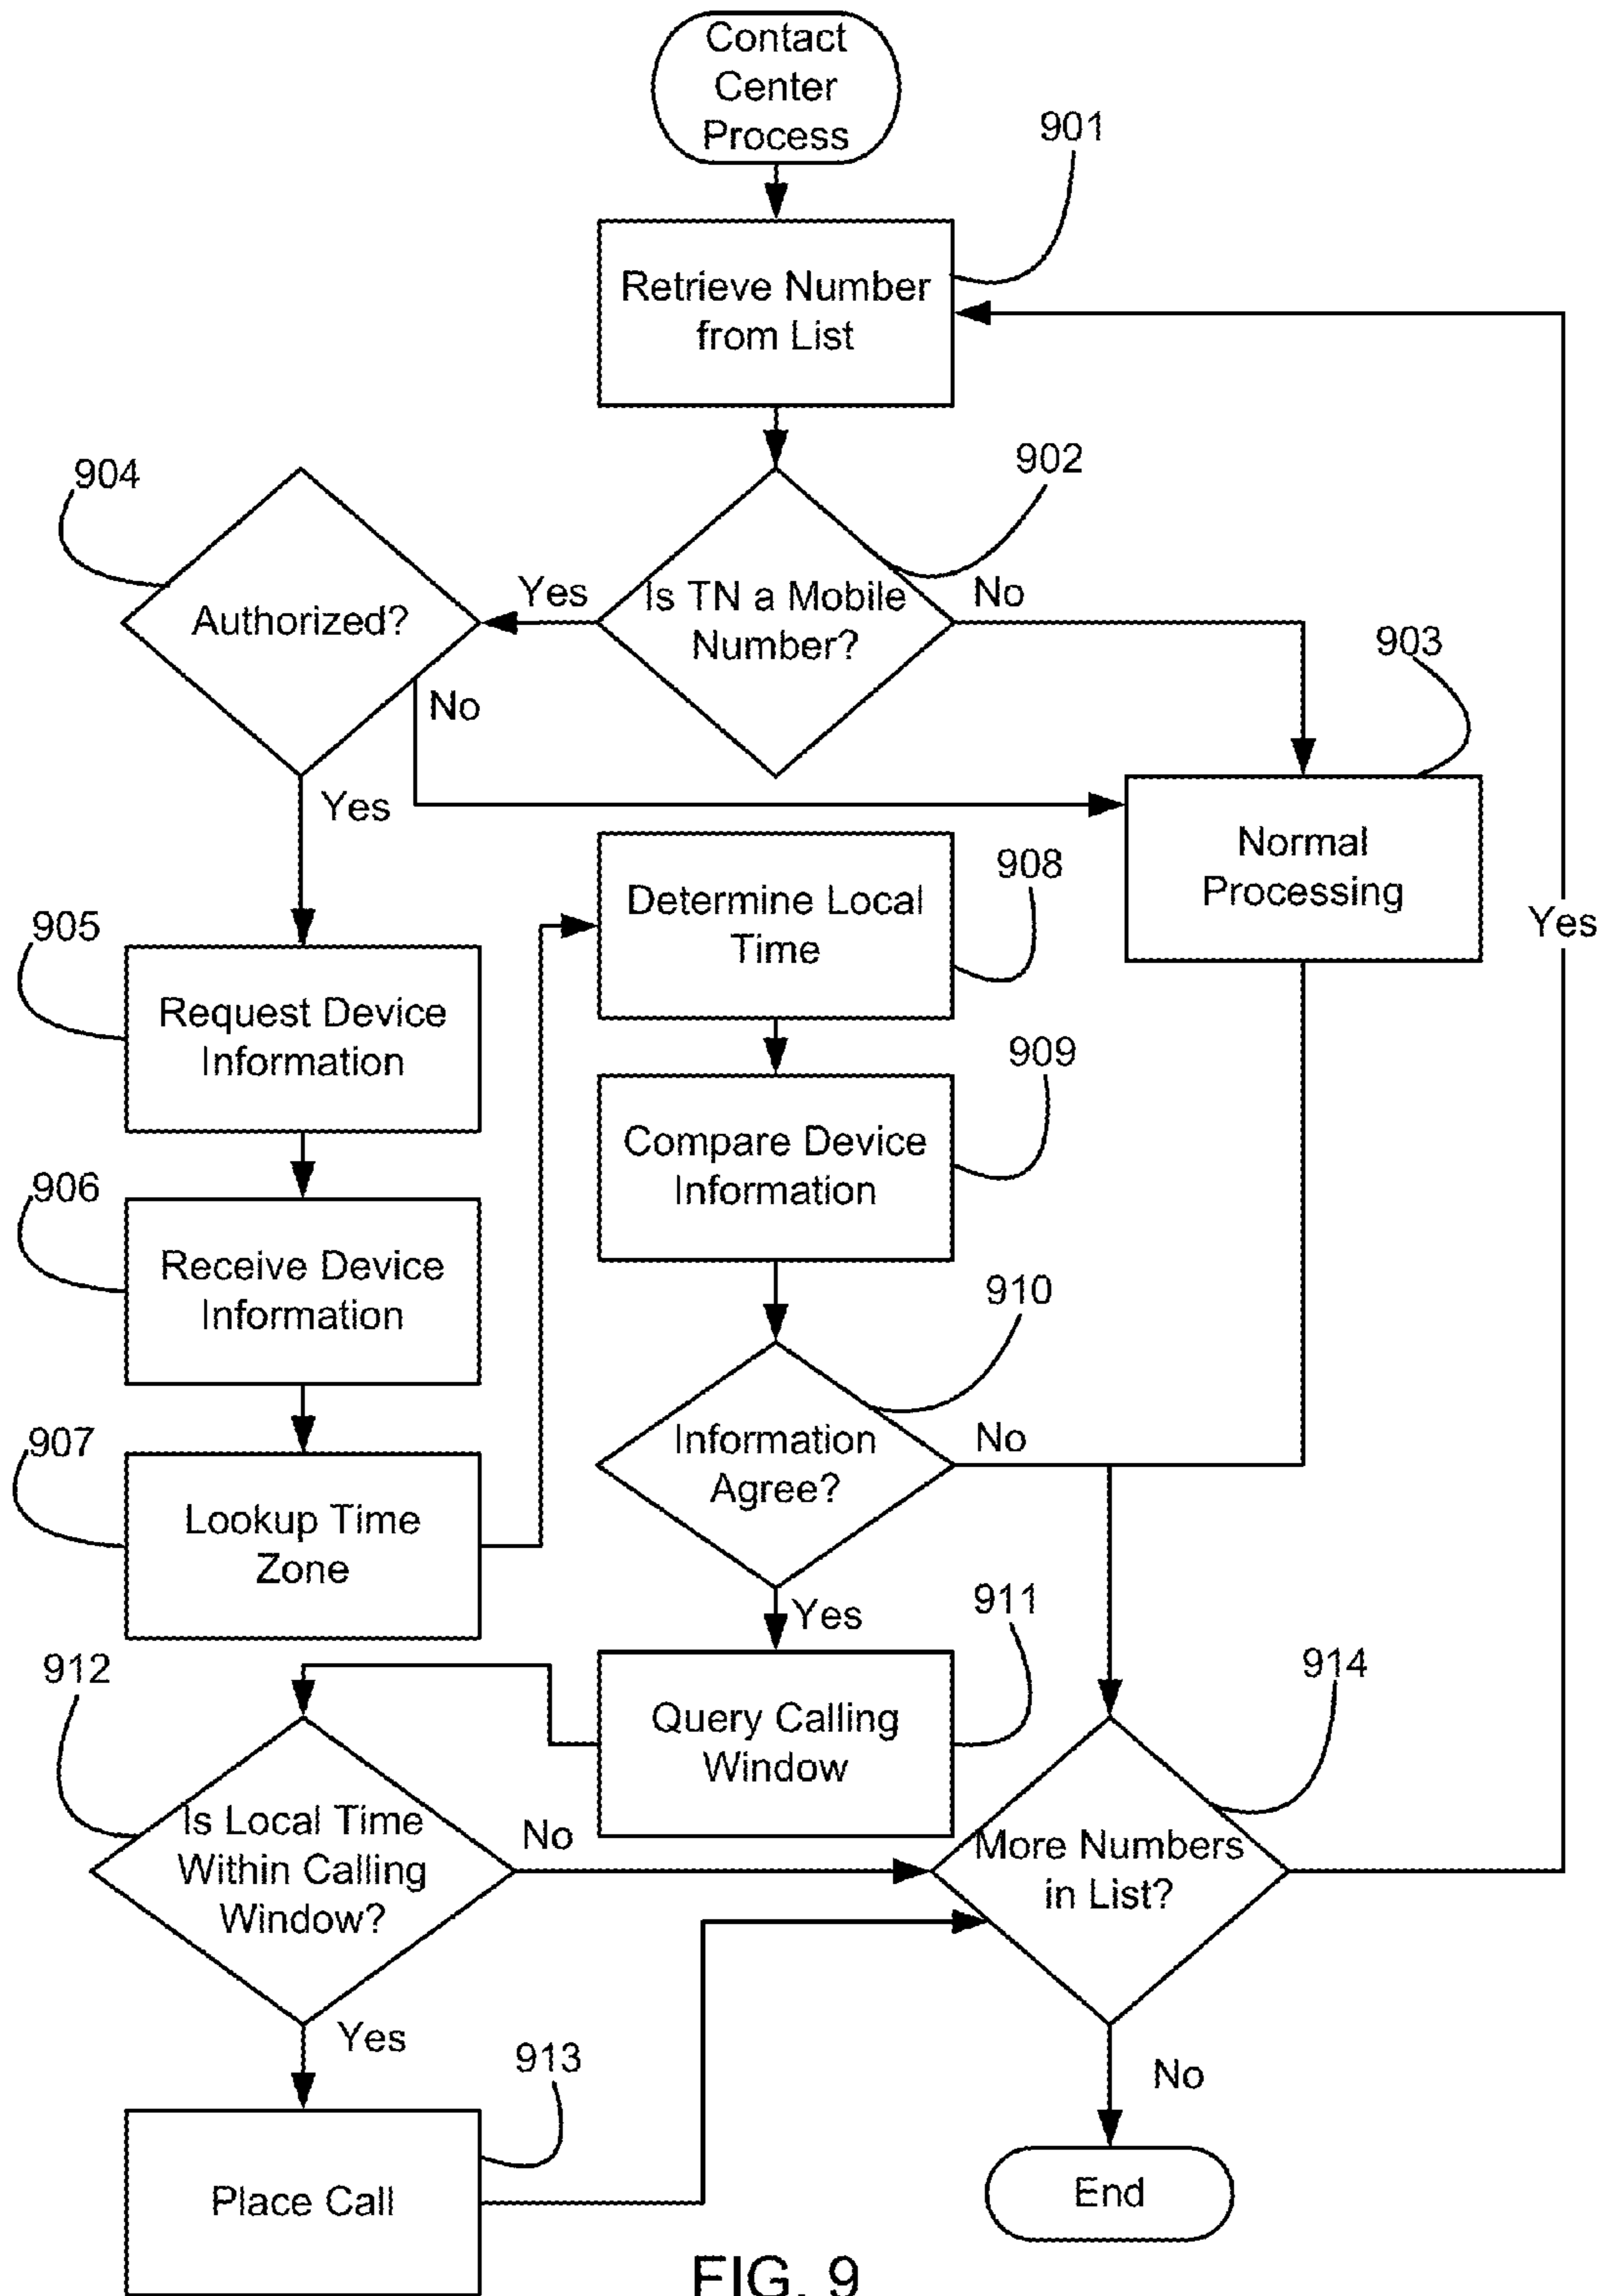 Contact
Center
Process
901
Retrieve Number
from List
902
Is TN a Mobile
Number?
Yes
No
904
Authorized?
No
Yes
903
Normal
Processing
905
Request Device
Information
906
Receive Device
Information
907
Lookup Time
Zone
908
Determine Local
Time
909
Compare Device
Information
910
Information
Agree?
No
Yes
911
Query Calling
Window
912
Is Local Time
Within Calling
Window?
No
Yes
913
Place Call
914
More Numbers
in List?
Yes
No
End
FIG. 9